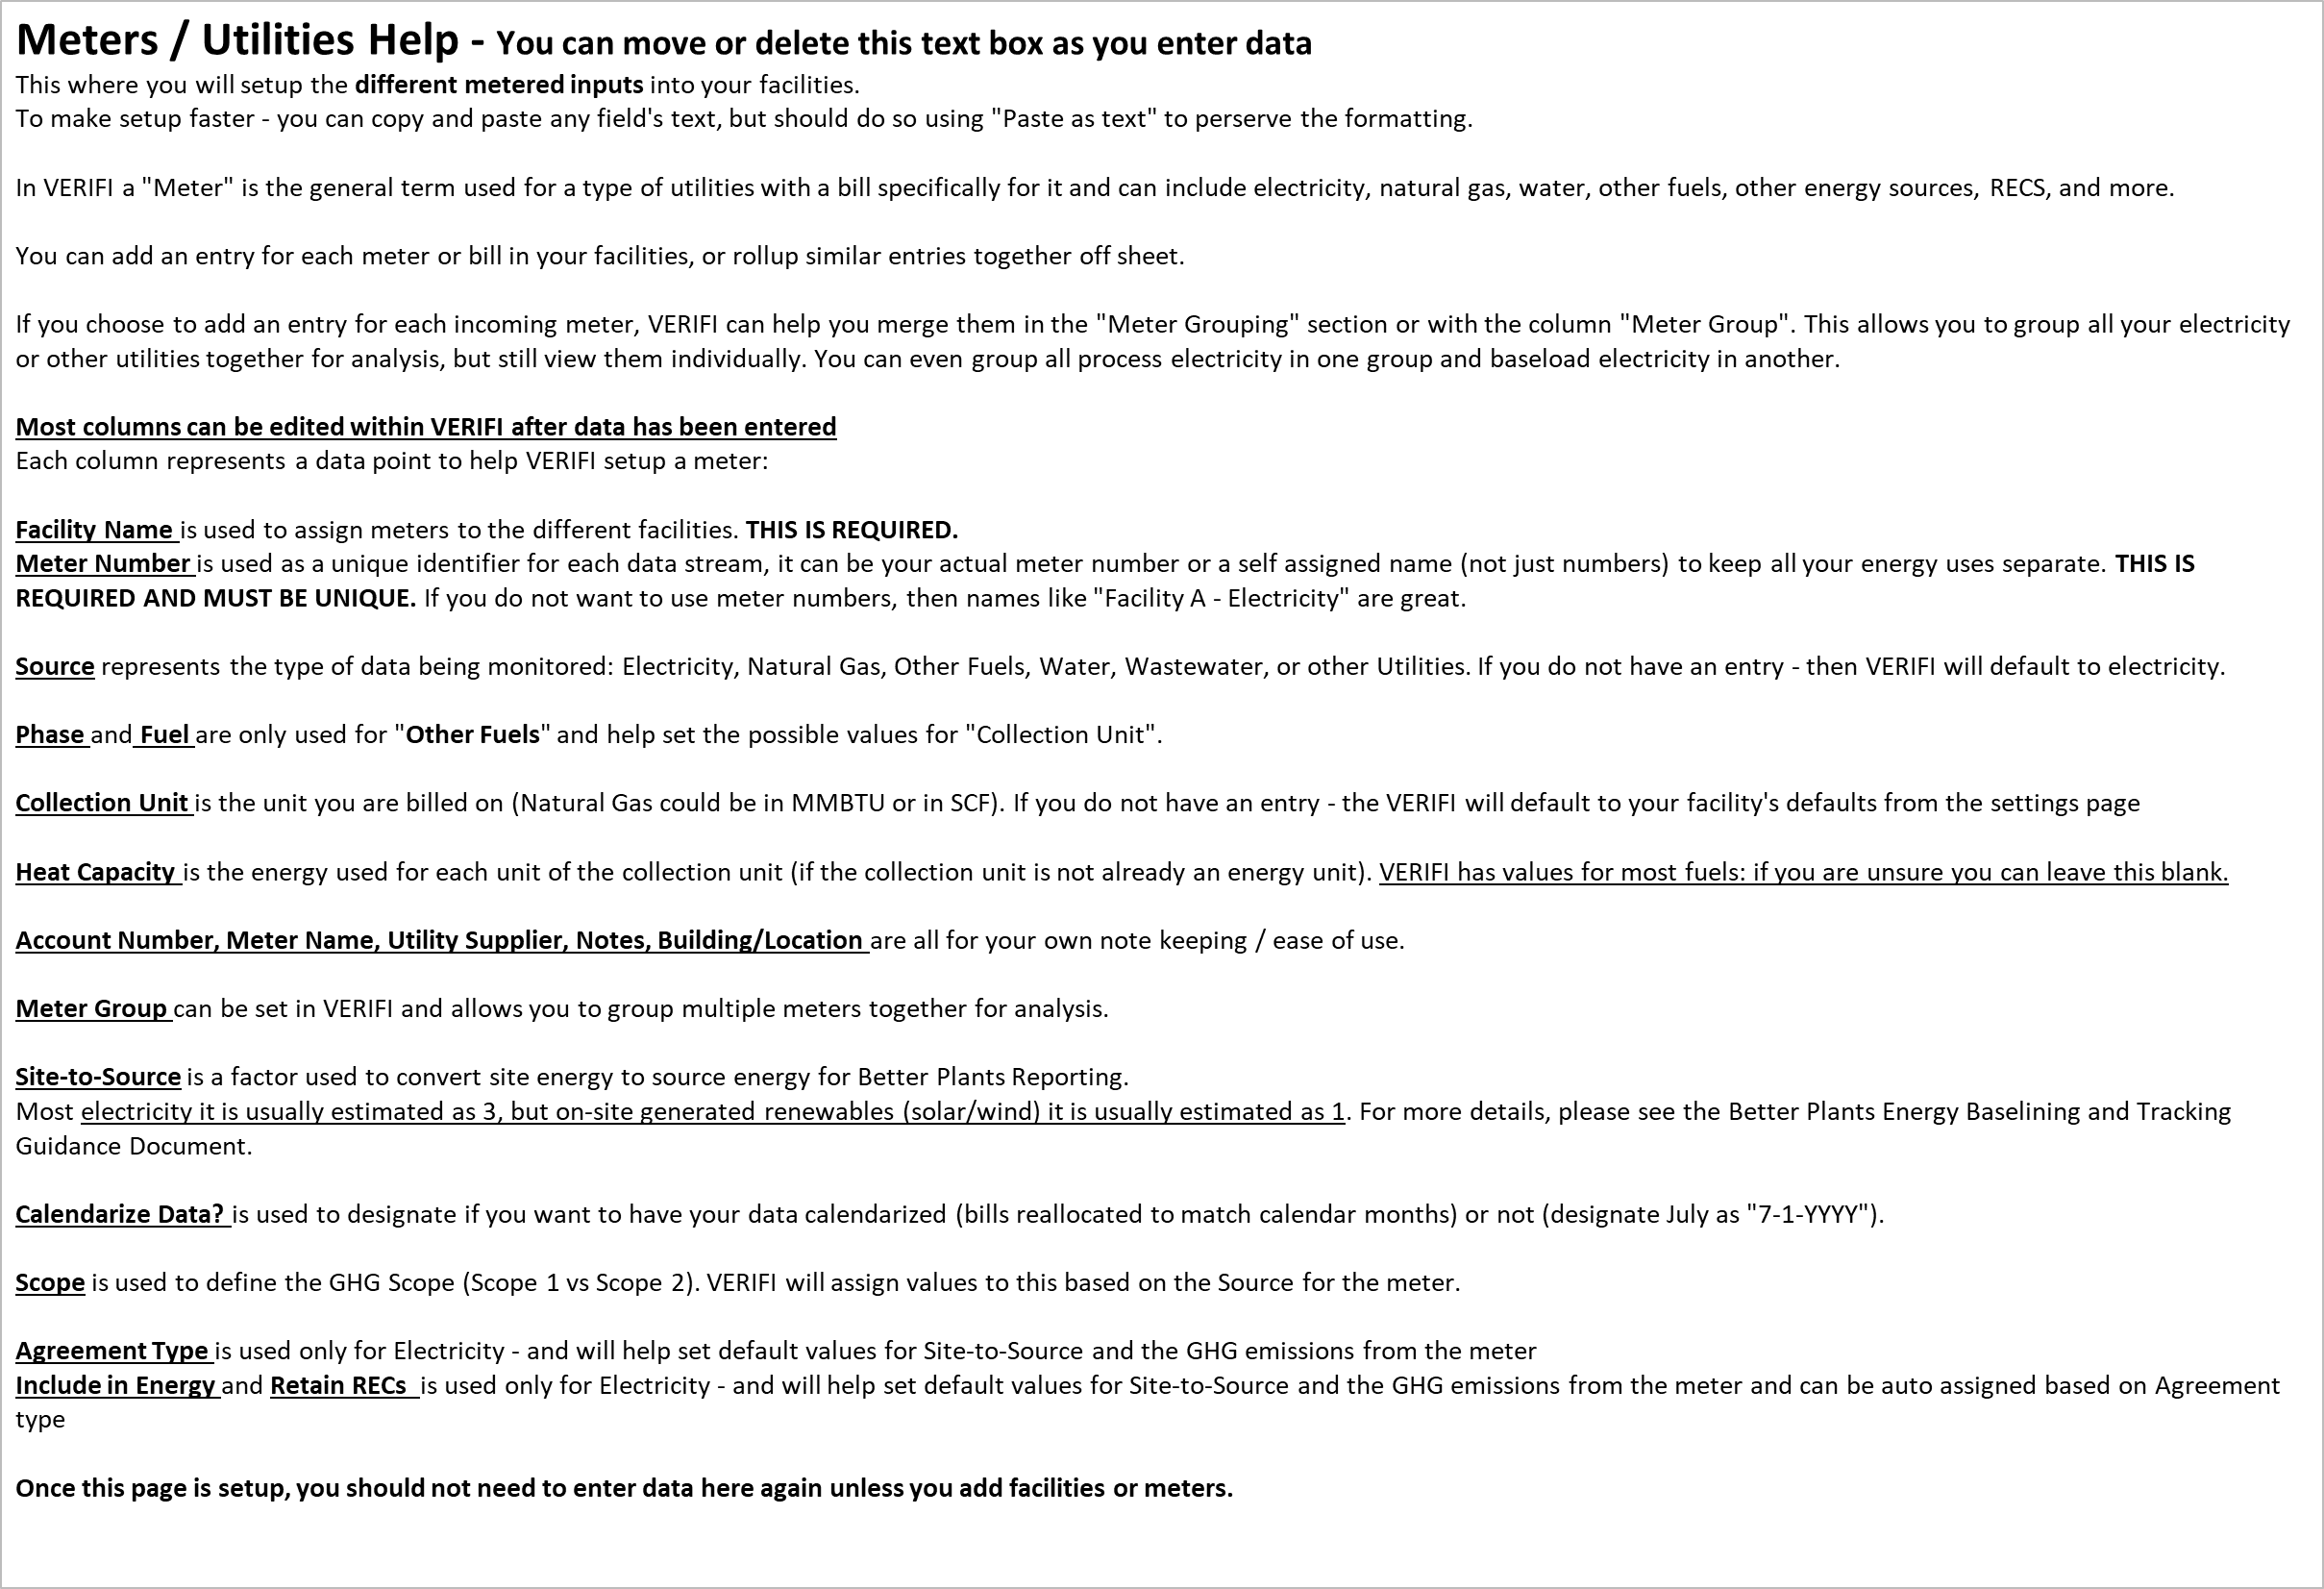 Meters / Utilities Help - You can move or delete this text box as you enter data
This where you will setup the different metered inputs into your facilities.
To make setup faster - you can copy and paste any field's text, but should do so using "Paste as text" to perserve the formatting.
In VERIFI a "Meter" is the general term used for a type of utilities with a bill specifically for it and can include electricity, natural gas, water, other fuels, other energy sources, RECS, and more.
You can add an entry for each meter or bill in your facilities, or rollup similar entries together off sheet.
If you choose to add an entry for each incoming meter, VERIFI can help you merge them in the "Meter Grouping" section or with the column "Meter Group". This allows you to group all your electricity
or other utilities together for analysis, but still view them individually. You can even group all process electricity in one group and baseload electricity in another.
Most columns can be edited within VERIFI after data has been entered
Each column represents a data point to help VERIFI setup a meter:
Facility Name is used to assign meters to the different facilities. THIS IS REQUIRED.
Meter Number is used as a unique identifier for each data stream, it can be your actual meter number or a self assigned name (not just numbers) to keep all your energy uses separate. THIS IS
REQUIRED AND MUST BE UNIQUE. If you do not want to use meter numbers, then names like "Facility A - Electricity" are great.
Source represents the type of data being monitored: Electricity, Natural Gas, Other Fuels, Water, Wastewater, or other Utilities. If you do not have an entry - then VERIFI will default to electricity.
Phase and Fuel are only used for "Other Fuels" and help set the possible values for "Collection Unit".
Collection Unit is the unit you are billed on (Natural Gas could be in MMBTU or in SCF). If you do not have an entry - the VERIFI will default to your facility's defaults from the settings page
Heat Capacity is the energy used for each unit of the collection unit (if the collection unit is not already an energy unit). VERIFI has values for most fuels: if you are unsure you can leave this blank.
Account Number, Meter Name, Utility Supplier, Notes, Building/Location are all for your own note keeping / ease of use.
Meter Group can be set in VERIFI and allows you to group multiple meters together for analysis.
Site-to-Source is a factor used to convert site energy to source energy for Better Plants Reporting.
Most electricity it is usually estimated as 3, but on-site generated renewables (solar/wind) it is usually estimated as 1. For more details, please see the Better Plants Energy Baselining and Tracking
Guidance Document.
Calendarize Data? is used to designate if you want to have your data calendarized (bills reallocated to match calendar months) or not (designate July as "7-1-YYYY").
Scope is used to define the GHG Scope (Scope 1 vs Scope 2). VERIFI will assign values to this based on the Source for the meter.
Agreement Type is used only for Electricity - and will help set default values for Site-to-Source and the GHG emissions from the meter
Include in Energy and Retain RECs is used only for Electricity - and will help set default values for Site-to-Source and the GHG emissions from the meter and can be auto assigned based on Agreement
type
Once this page is setup, you should not need to enter data here again unless you add facilities or meters.